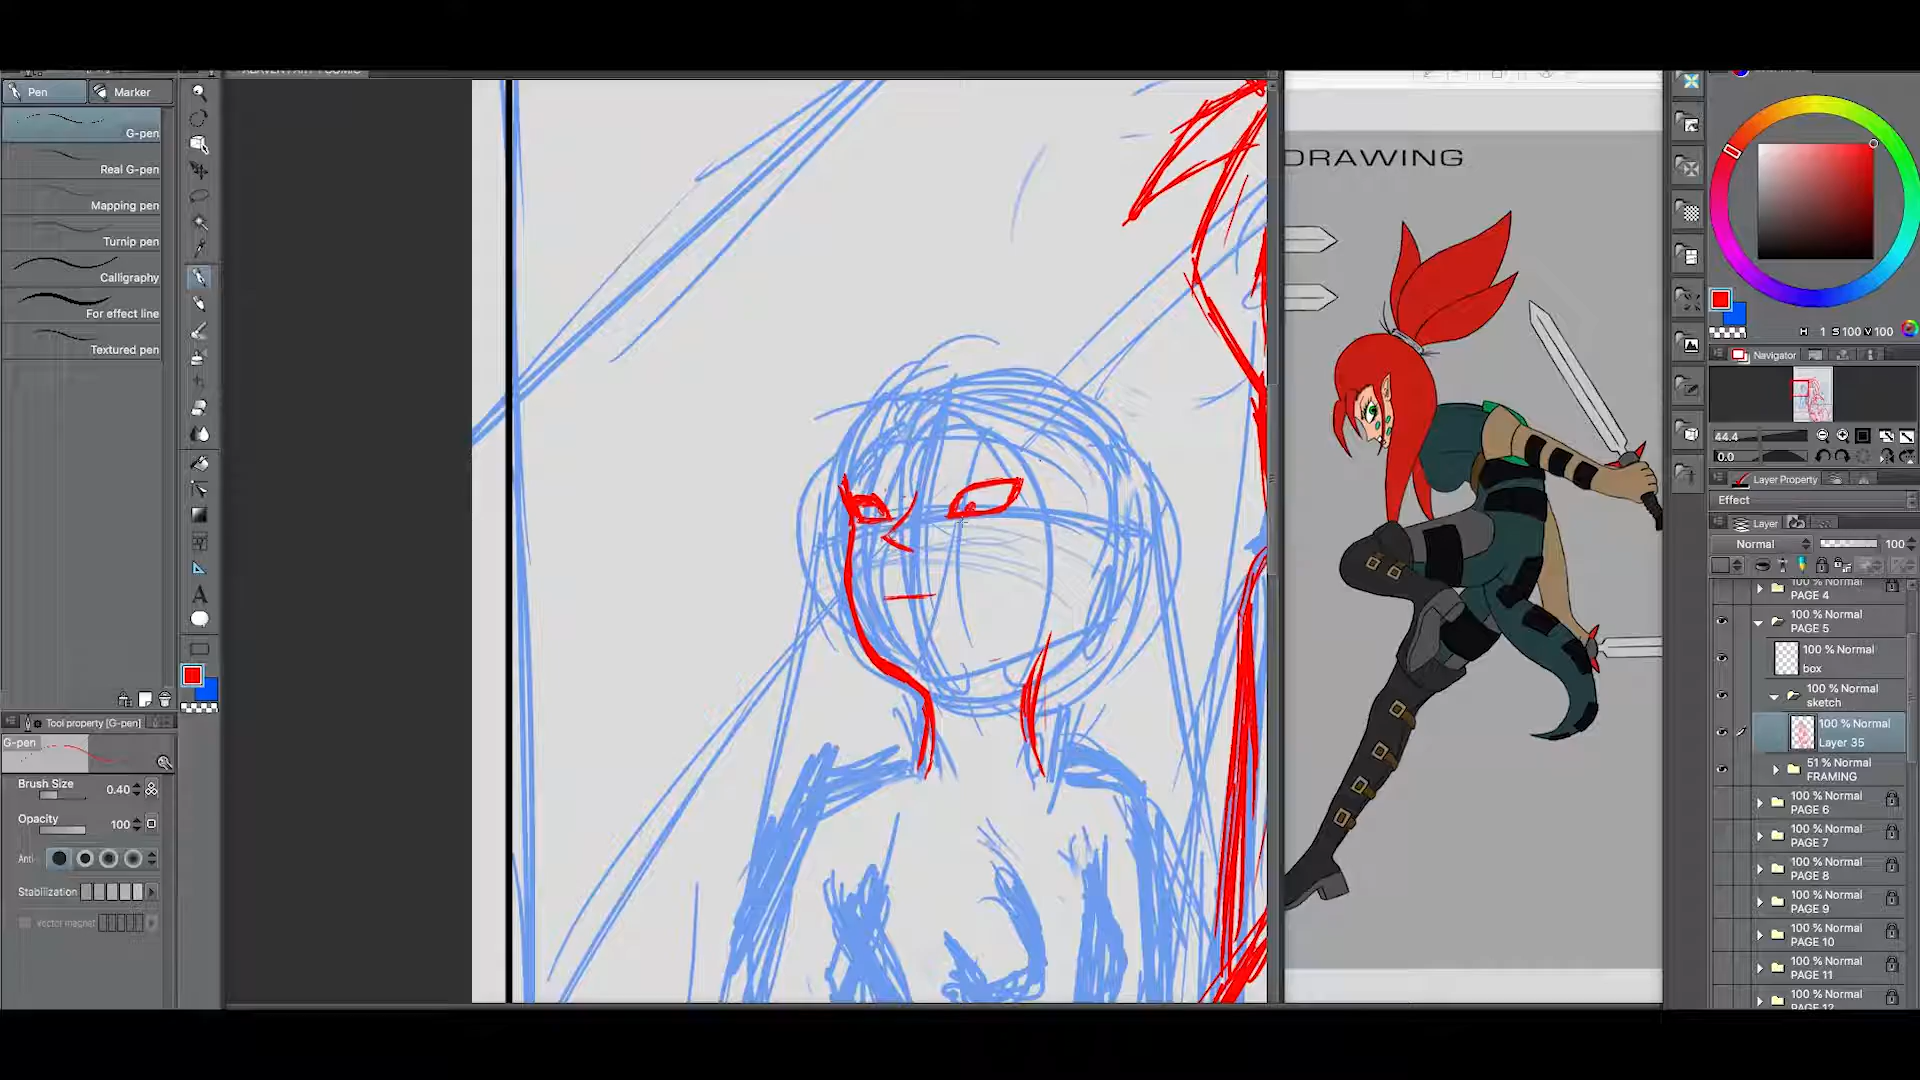 Pen
Marker
G-pen
Real G-pen
Mapping pen
Turnip pen
Calligraphy
For effect line
Textured pen
Tool property [G-pen]
G-pen
Brush Size
0.40
Opacity
100
Anti
Stabilization
Vector magnet
DRAWING
H 1 S 100 V 100
Navigator
44.4
0.0
Layer Property
Effect
Layer
Normal
100
100 % Normal
PAGE 4
100 % Normal
PAGE 5
100 % Normal
box
100 % Normal
sketch
100 % Normal
Layer 35
51 % Normal
FRAMING
100 % Normal
PAGE 6
100 % Normal
PAGE 7
100 % Normal
PAGE 8
100 % Normal
PAGE 9
100 % Normal
PAGE 10
100 % Normal
PAGE 11
100 % Normal
PAGE 12